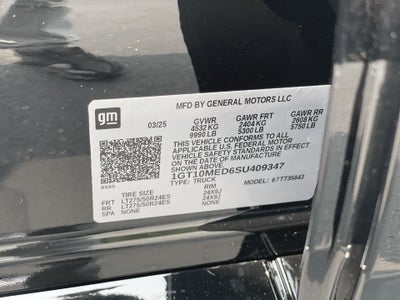 gm
MFD BY GENERAL MOTORS LLC
03/25 GVWR GAWR FRT GAWR RR
4532 KG 2404 KG 2608 KG
9990 LB 5300 LB 5750 LB
THIS VEHICLE CONFORMS TO ALL
APPLICABLE U.S. FEDERAL MOTOR
VEHICLE SAFETY STANDARDS IN EFFECT
ON THE DATE OF MANUFACTURE
SHOWN ABOVE.
1GT10MED6SU409347
TYPE: TRUCK MODEL: 67TT35843
TIRE SIZE RIM
FRT LT275/50R24ES 24X9J
RR LT275/50R24ES 24X9J
SPA NONE NONE